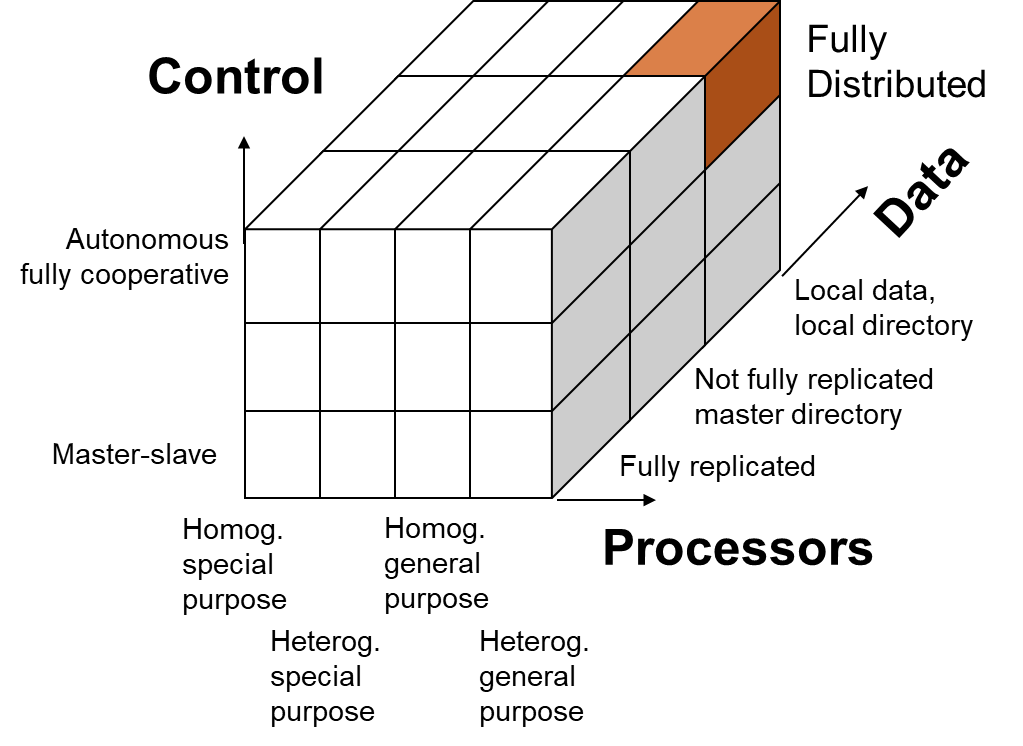 Control
Fully
Distributed
Data
Autonomous
fully cooperative
Local data,
local directory
Not fully replicated
master directory
Master-slave
Fully replicated
Processors
Homog.
special
purpose
Homog.
general
purpose
Heterog.
special
purpose
Heterog.
general
purpose